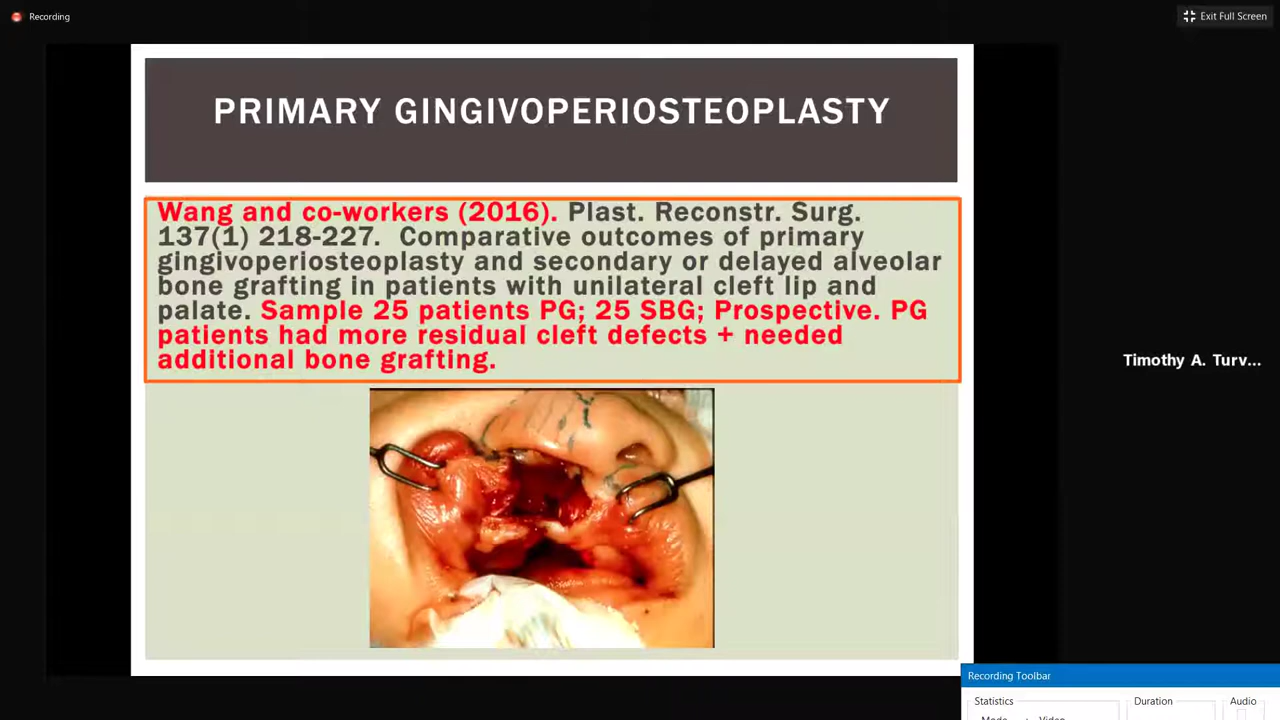 Recording
Exit Full Screen
PRIMARY GINGIVOPERIOSTEOPLASTY
Wang and co-workers (2016). Plast. Reconstr. Surg.
137(1) 218-227. Comparative outcomes of primary
gingivoperiosteoplasty and secondary or delayed alveolar
bone grafting in patients with unilateral cleft lip and
palate. Sample 25 patients PG; 25 SBG; Prospective. PG
patients had more residual cleft defects + needed
additional bone grafting.
Timothy A. Turv...
Recording Toolbar
Statistics Duration Audio
Mode Video